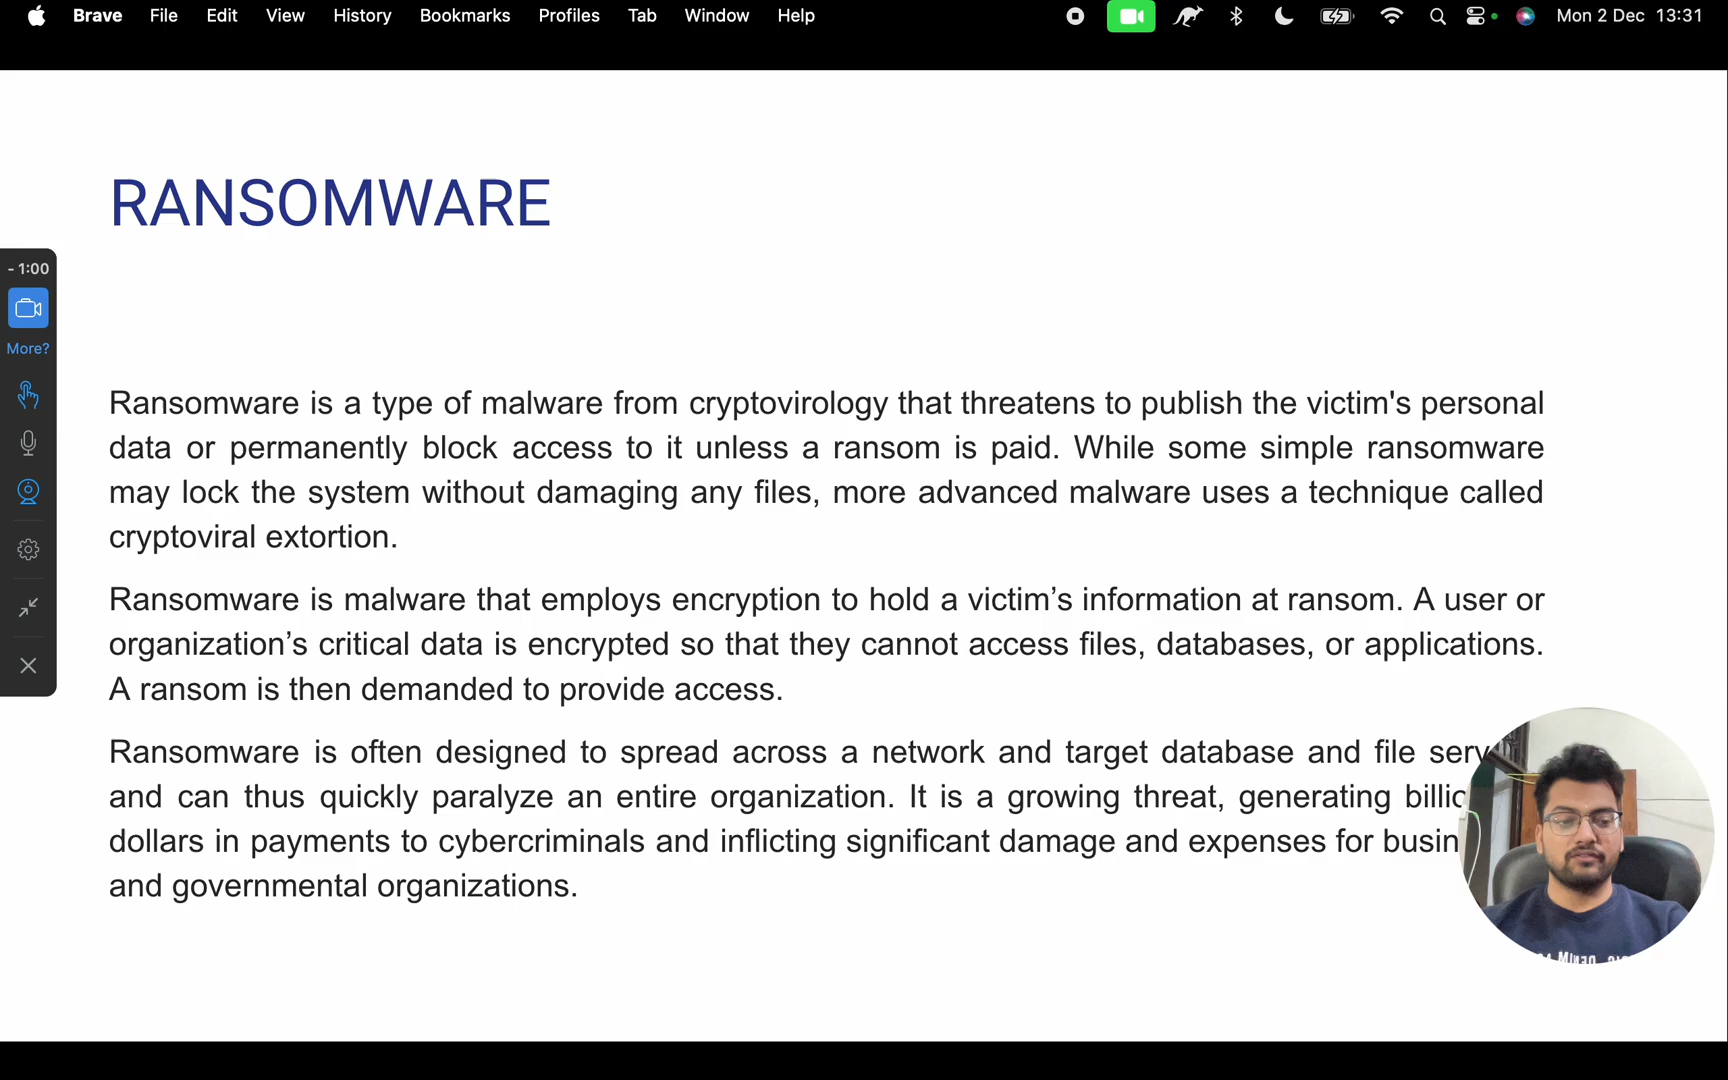 Brave File Edit View History Bookmarks Profiles Tab Window Help Mon 2 Dec 13:31
RANSOMWARE
- 1:00
More?
Ransomware is a type of malware from cryptovirology that threatens to publish the victim's personal
data or permanently block access to it unless a ransom is paid. While some simple ransomware
may lock the system without damaging any files, more advanced malware uses a technique called
cryptoviral extortion.
Ransomware is malware that employs encryption to hold a victim’s information at ransom. A user or
organization’s critical data is encrypted so that they cannot access files, databases, or applications.
A ransom is then demanded to provide access.
Ransomware is often designed to spread across a network and target database and file
and can thus quickly paralyze an entire organization. It is a growing threat, generating
dollars in payments to cybercriminals and inflicting significant damage and expenses for
and governmental organizations.